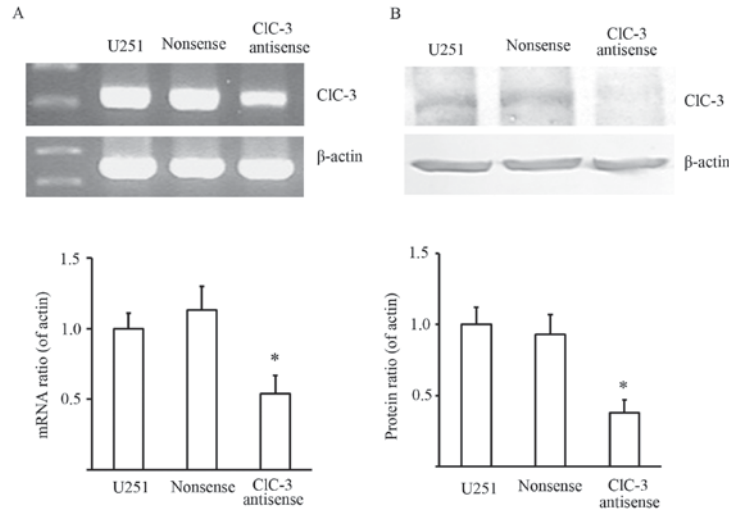 A
U251 Nonsense ClC-3 antisense
ClC-3
β-actin
1.5
1.0
0.5
mRNA ratio (of actin)
*
U251 Nonsense ClC-3 antisense
B
U251 Nonsense ClC-3 antisense
ClC-3
β-actin
1.5
1.0
0.5
Protein ratio (of actin)
*
U251 Nonsense ClC-3 antisense